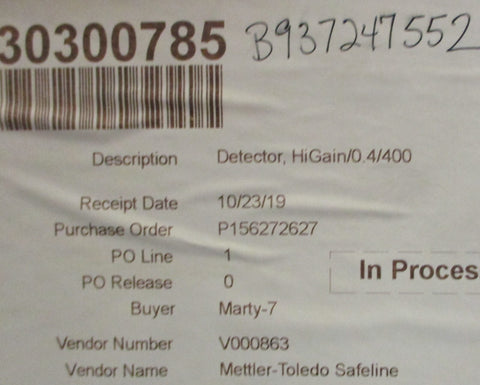 30300785 B937247552
Description Detector, HiGain/0.4/400
Receipt Date 10/23/19
Purchase Order P156272627
PO Line 1
PO Release 0
In Proces
Buyer Marty-7
Vendor Number V000863
Vendor Name Mettler-Toledo Safeline